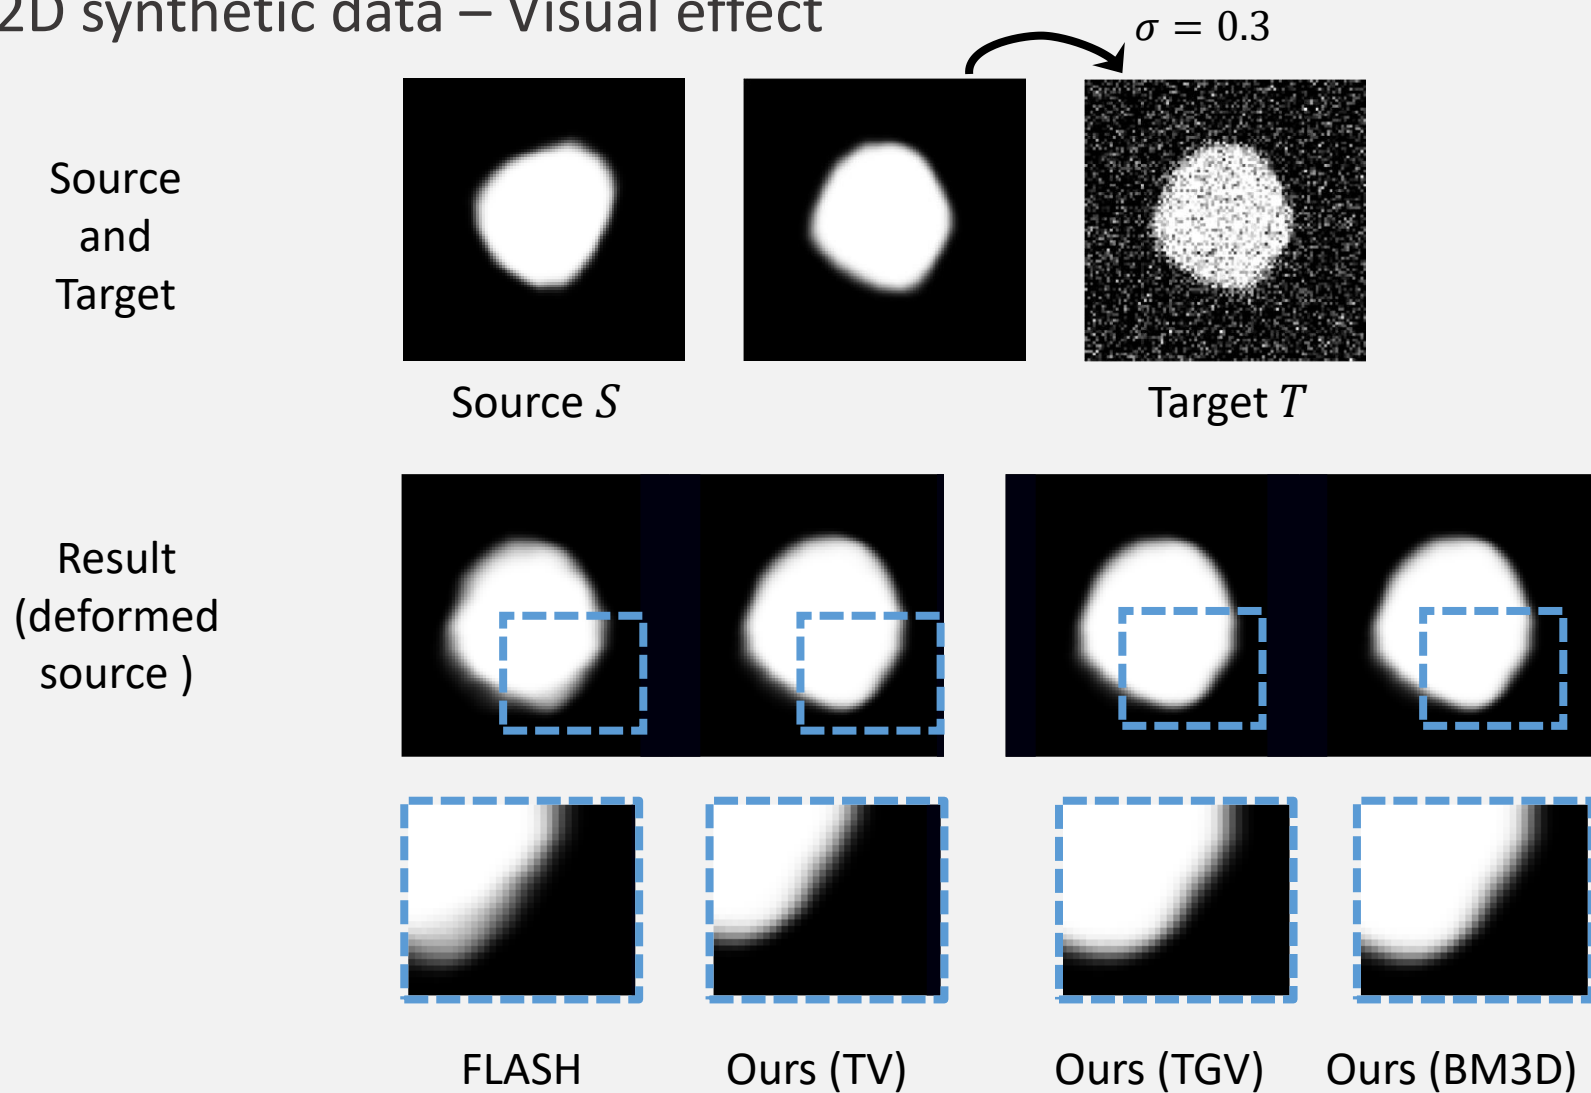 2D synthetic data – Visual effect
σ = 0.3
Source
and
Target
Source S
Target T
Result
(deformed
source )
FLASH
Ours (TV)
Ours (TGV)
Ours (BM3D)